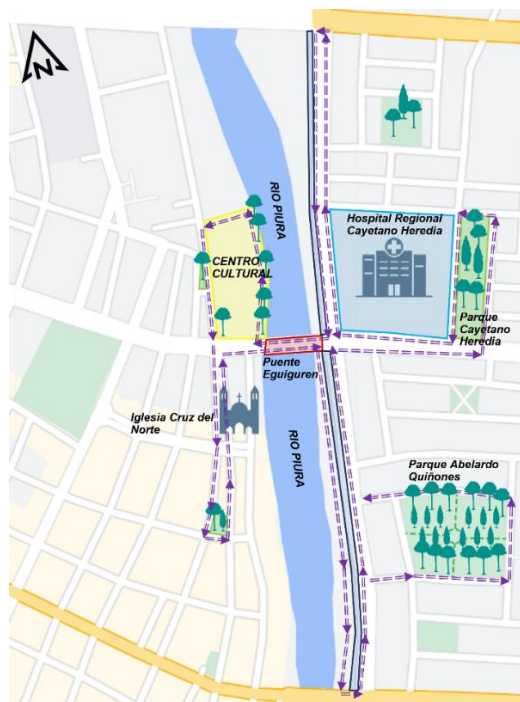 N
RIO PIURA
Hospital Regional
Cayetano Heredia
CENTRO
CULTURAL
Parque
Cayetano
Heredia
Puente
Eguiguren
Iglesia Cruz del
Norte
RIO PIURA
Parque Abelardo
Quiñones